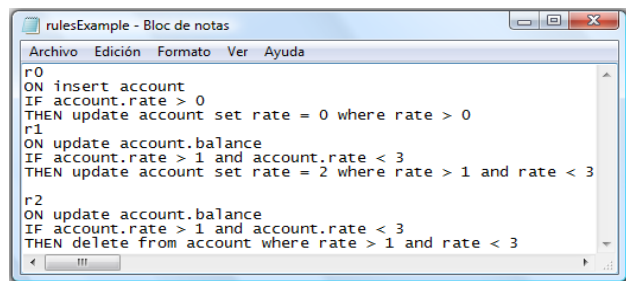 rulesExample - Bloc de notas
Archivo Edición Formato Ver Ayuda
r0
ON insert account
IF account.rate > 0
THEN update account set rate = 0 where rate > 0
r1
ON update account.balance
IF account.rate > 1 and account.rate < 3
THEN update account set rate = 2 where rate > 1 and rate < 3
r2
ON update account.balance
IF account.rate > 1 and account.rate < 3
THEN delete from account where rate > 1 and rate < 3